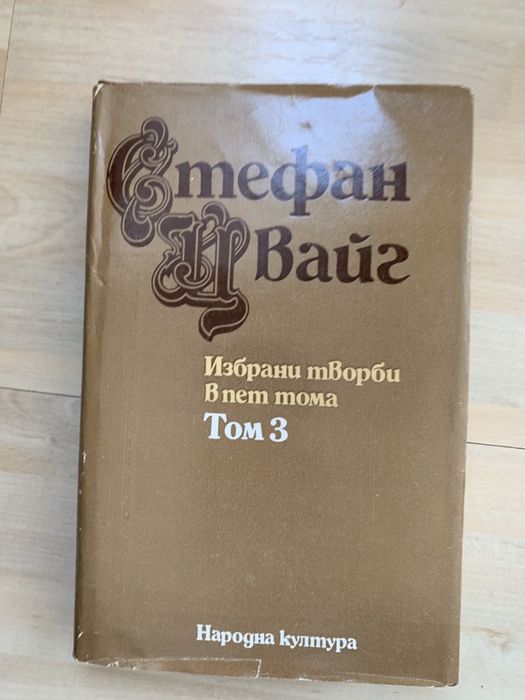 Стефан
Цвайг
Избрани творби
в пет тома
Том 3
Народна култура